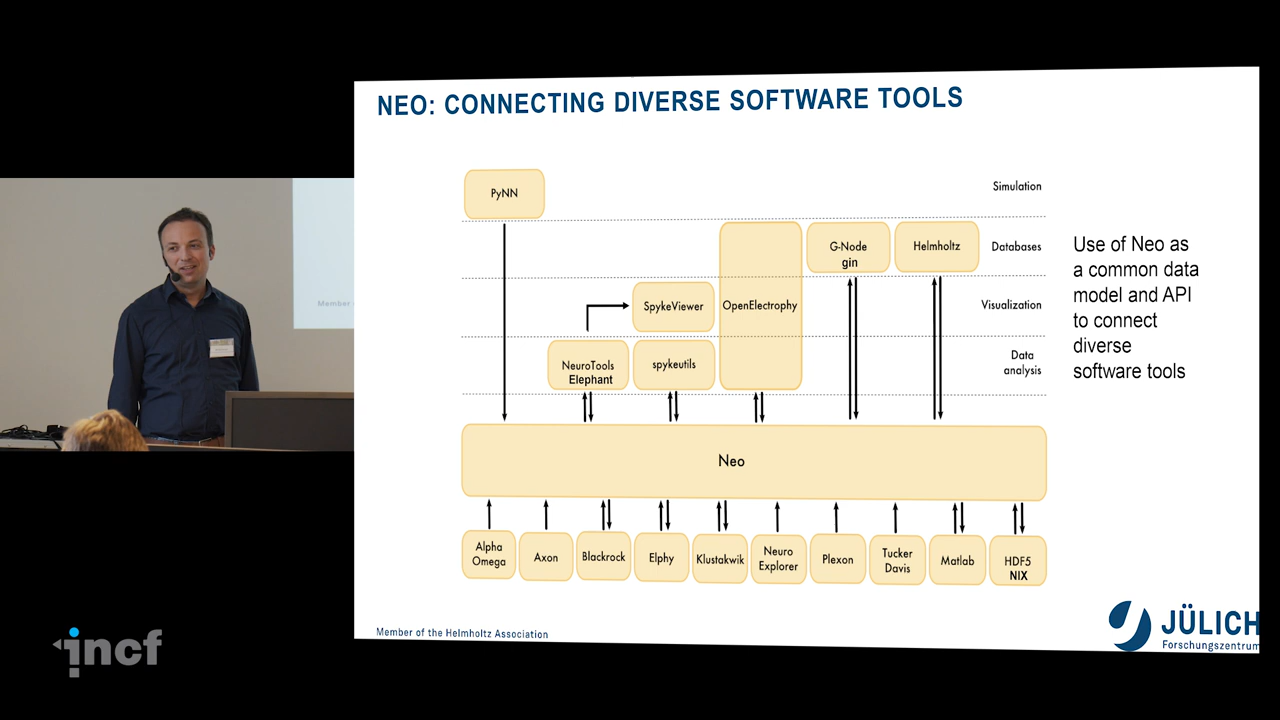 NEO: CONNECTING DIVERSE SOFTWARE TOOLS
PyNN
Simulation
G-Node
gin
Helmholtz
Databases
SpykeViewer
OpenElectrophy
Visualization
NeuroTools
Elephant
spykeutils
Data
analysis
Use of Neo as
a common data
model and API
to connect
diverse
software tools
Neo
Alpha
Omega
Axon
Blackrock
Elphy
Klustakwik
Neuro
Explorer
Plexon
Tucker
Davis
Matlab
HDF5
NIX
Member of the Helmholtz Association
JÜLICH
Forschungszentrum
incf
Member